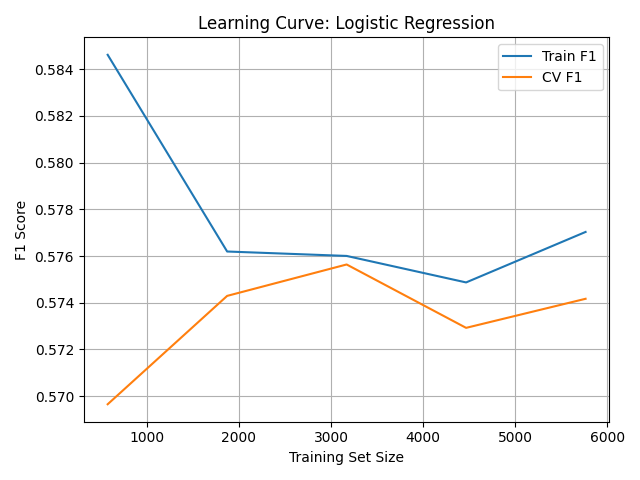 Learning Curve: Logistic Regression
Train F1
CV F1
F1 Score
0.584
0.582
0.580
0.578
0.576
0.574
0.572
0.570
1000 2000 3000 4000 5000 6000
Training Set Size